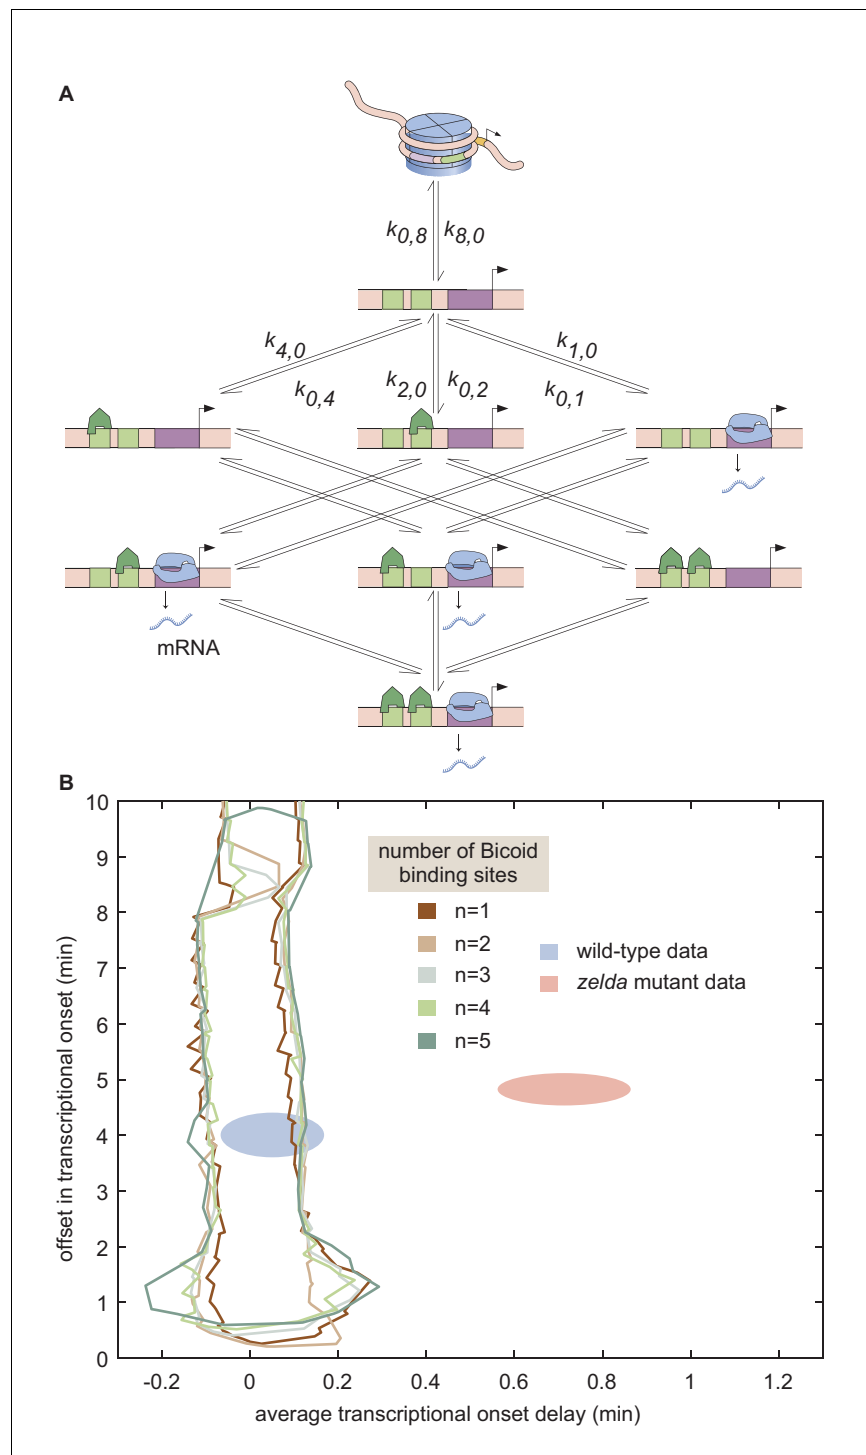 A
k0,8
k8,0
k4,0
k0,4
k2,0
k0,2
k0,1
k1,0
mRNA
B
10
9
8
7
6
5
4
3
2
1
0
offset in transcriptional onset (min)
number of Bicoid
binding sites
n=1
n=2
n=3
n=4
n=5
wild-type data
zelda mutant data
-0.2
0
0.2
0.4
0.6
0.8
1
1.2
average transcriptional onset delay (min)